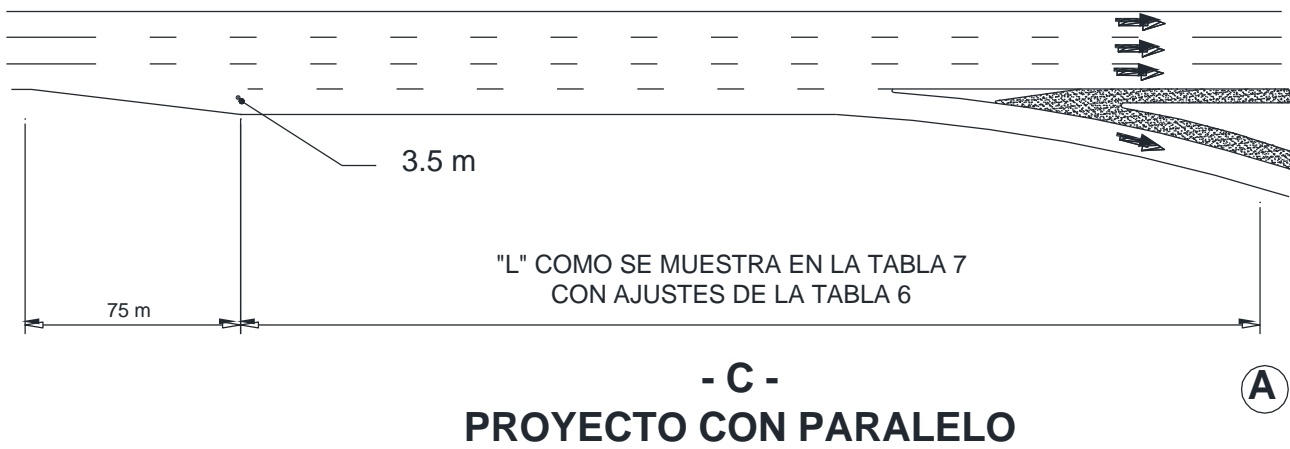 3.5 m
"L" COMO SE MUESTRA EN LA TABLA 7
CON AJUSTES DE LA TABLA 6
75 m
- C -
A
PROYECTO CON PARALELO